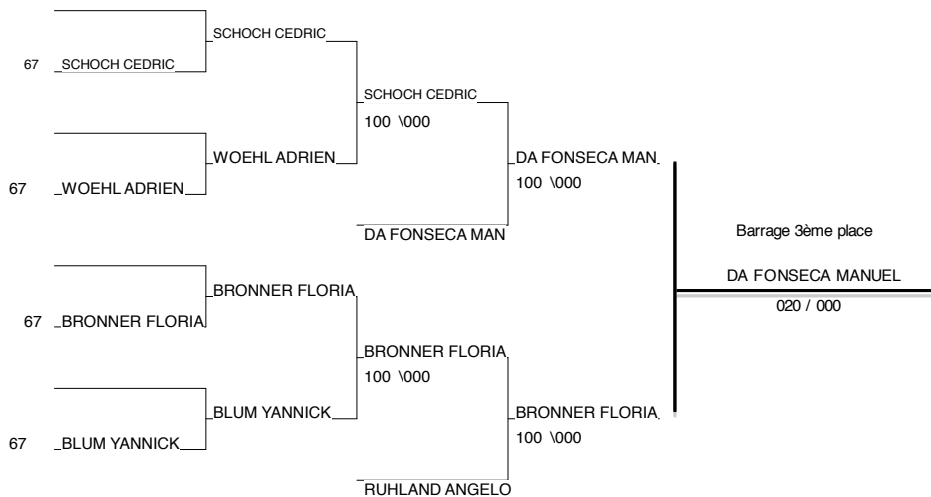 SCHOCH CEDRIC
67 SCHOCH CEDRIC
SCHOCH CEDRIC
100 \000
WOEHL ADRIEN
DA FONSECA MAN
100 \000
67 WOEHL ADRIEN
DA FONSECA MAN
Barrage 3ème place
DA FONSECA MANUEL
020 / 000
BRONNER FLORIA
67 BRONNER FLORIA
BRONNER FLORIA
100 \000
BLUM YANNICK
BRONNER FLORIA
100 \000
67 BLUM YANNICK
RUHLAND ANGELO